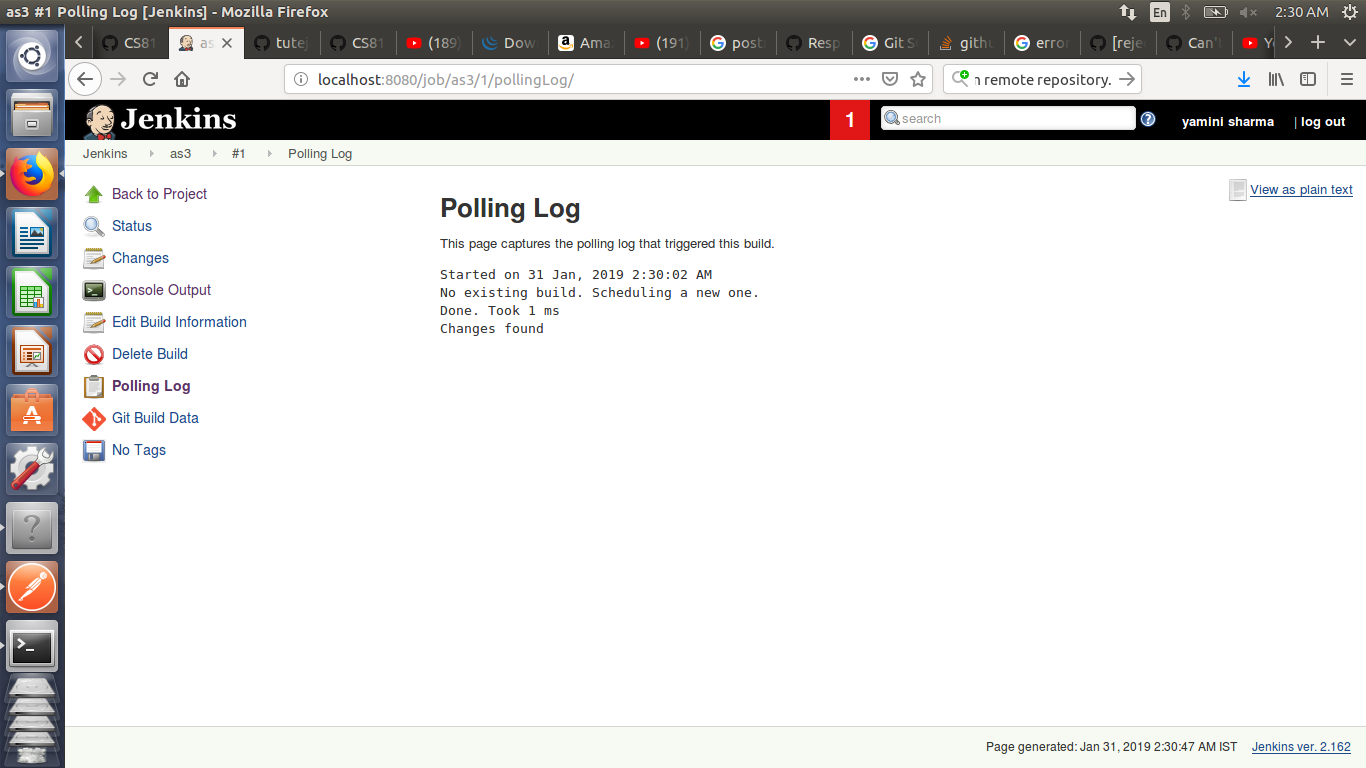 as3 #1 Polling Log [Jenkins] - Mozilla Firefox
En
2:30 AM
CS81
as
tute
CS81
(189)
Dow
Ama
(191)
post
Resp
Git S
githu
error
[reje
Can't
localhost:8080/job/as3/1/pollingLog/
remote repository.
Jenkins
1
search
yamini sharma
| log out
Jenkins
as3
#1
Polling Log
Back to Project
Status
Changes
Console Output
Edit Build Information
Delete Build
Polling Log
Git Build Data
No Tags
View as plain text
Polling Log
This page captures the polling log that triggered this build.
Started on 31 Jan, 2019 2:30:02 AM
No existing build. Scheduling a new one.
Done. Took 1 ms
Changes found
Page generated: Jan 31, 2019 2:30:47 AM IST
Jenkins ver. 2.162